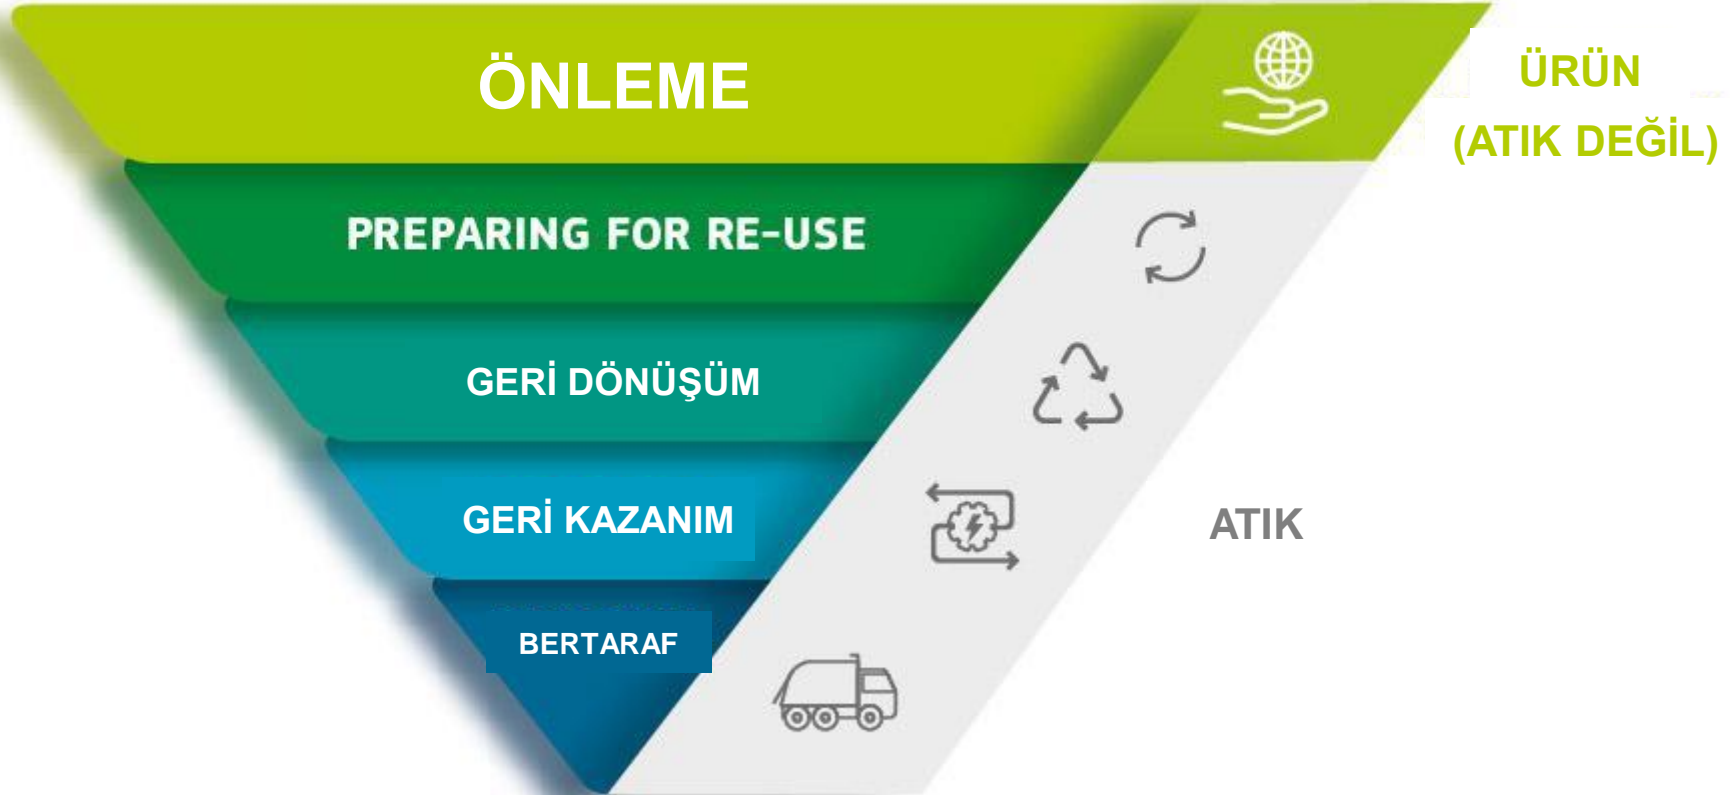 ÖNLEME
ÜRÜN
(ATIK DEĞİL)
PREPARING FOR RE-USE
GERİ DÖNÜŞÜM
GERİ KAZANIM
ATIK
BERTARAF